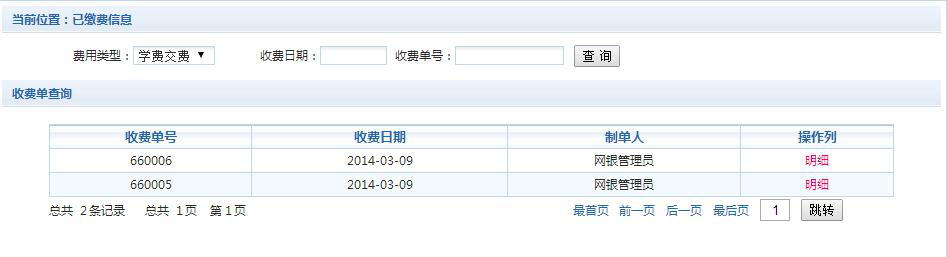 当前位置：已缴费信息
费用类型： 学费交费 收费日期： 收费单号： 查 询
收费单查询
收费单号 收费日期 制单人 操作列
660006 2014-03-09 网银管理员 明细
660005 2014-03-09 网银管理员 明细
总共 2条记录 总共 1页 第1页 最首页 前一页 后一页 最后页 1 跳转